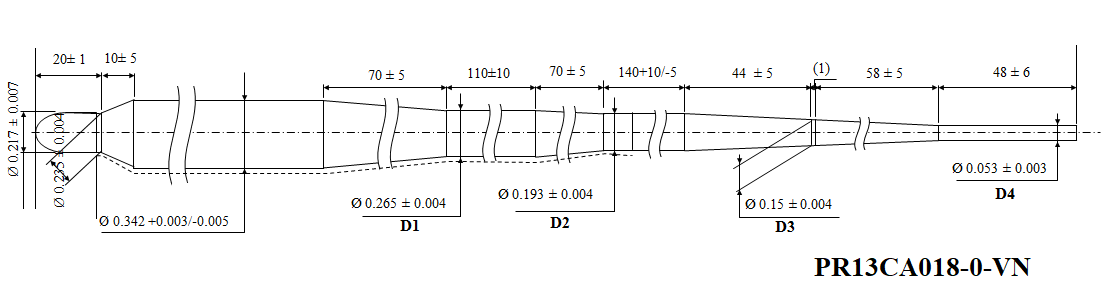 20± 1
10± 5
70 ± 5
110±10
70 ± 5
140+10/-5
44 ± 5
(1)
58 ± 5
48 ± 6
Ø 0.217 ± 0.007
Ø 0.235 ± 0.004
Ø 0.342 +0.003/-0.005
Ø 0.265 ± 0.004
D1
Ø 0.193 ± 0.004
D2
Ø 0.15 ± 0.004
D3
Ø 0.053 ± 0.003
D4
PR13CA018-0-VN